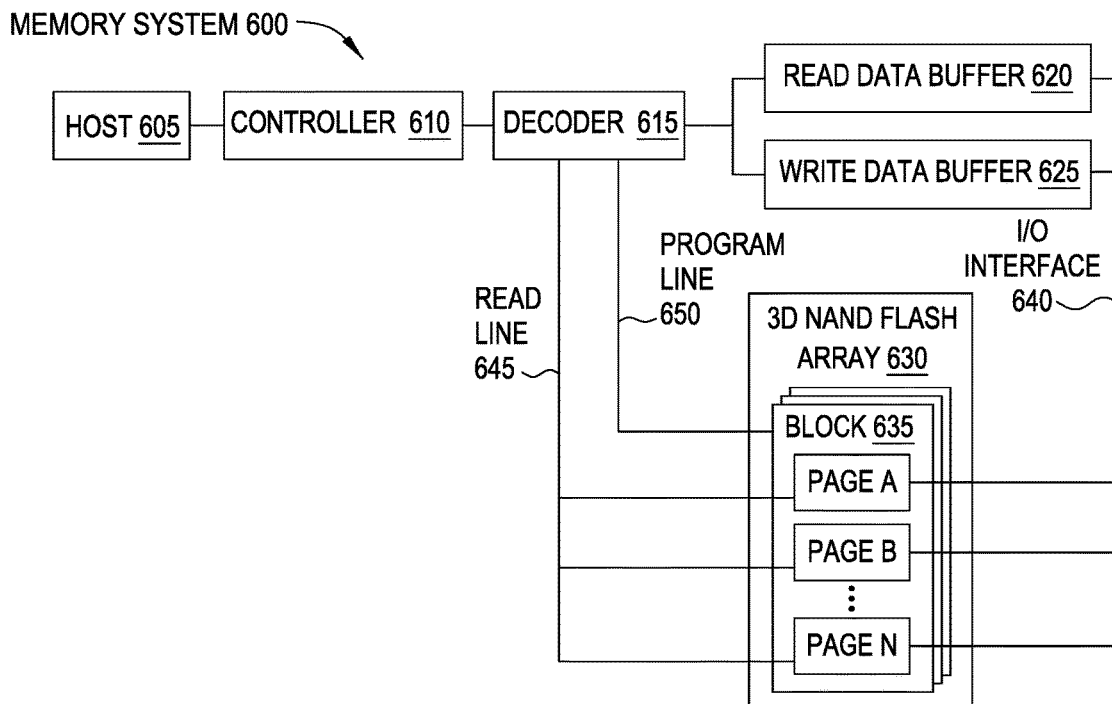 MEMORY SYSTEM 600
HOST 605
CONTROLLER 610
DECODER 615
READ DATA BUFFER 620
WRITE DATA BUFFER 625
I/O
INTERFACE
640
PROGRAM
LINE
650
READ
LINE
645
3D NAND FLASH
ARRAY 630
BLOCK 635
PAGE A
PAGE B
PAGE N